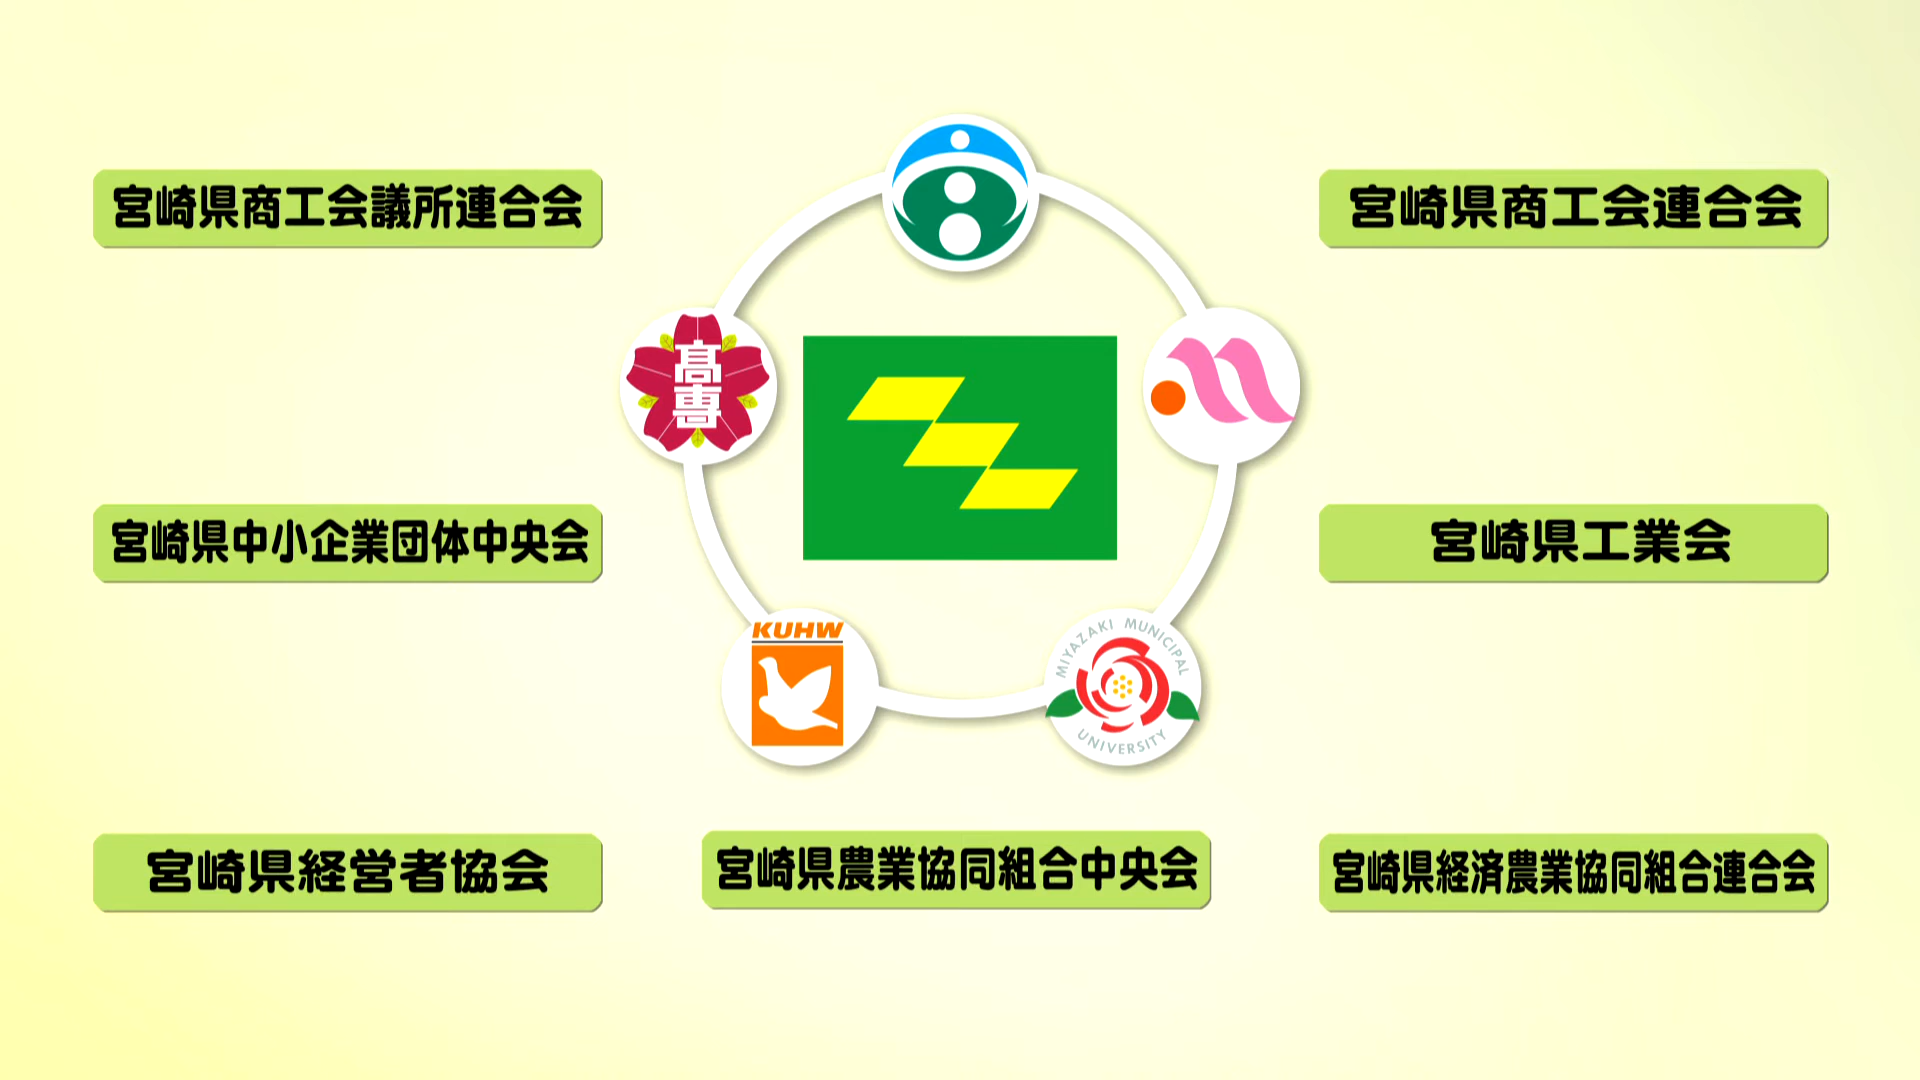 宮崎県商工会議所連合会
宮崎県商工会連合会
高専
宮崎県中小企業団体中央会
宮崎県工業会
KUHW
MIYAZAKI MUNICIPAL
UNIVERSITY
宮崎県経営者協会
宮崎県農業協同組合中央会
宮崎県経済農業協同組合連合会